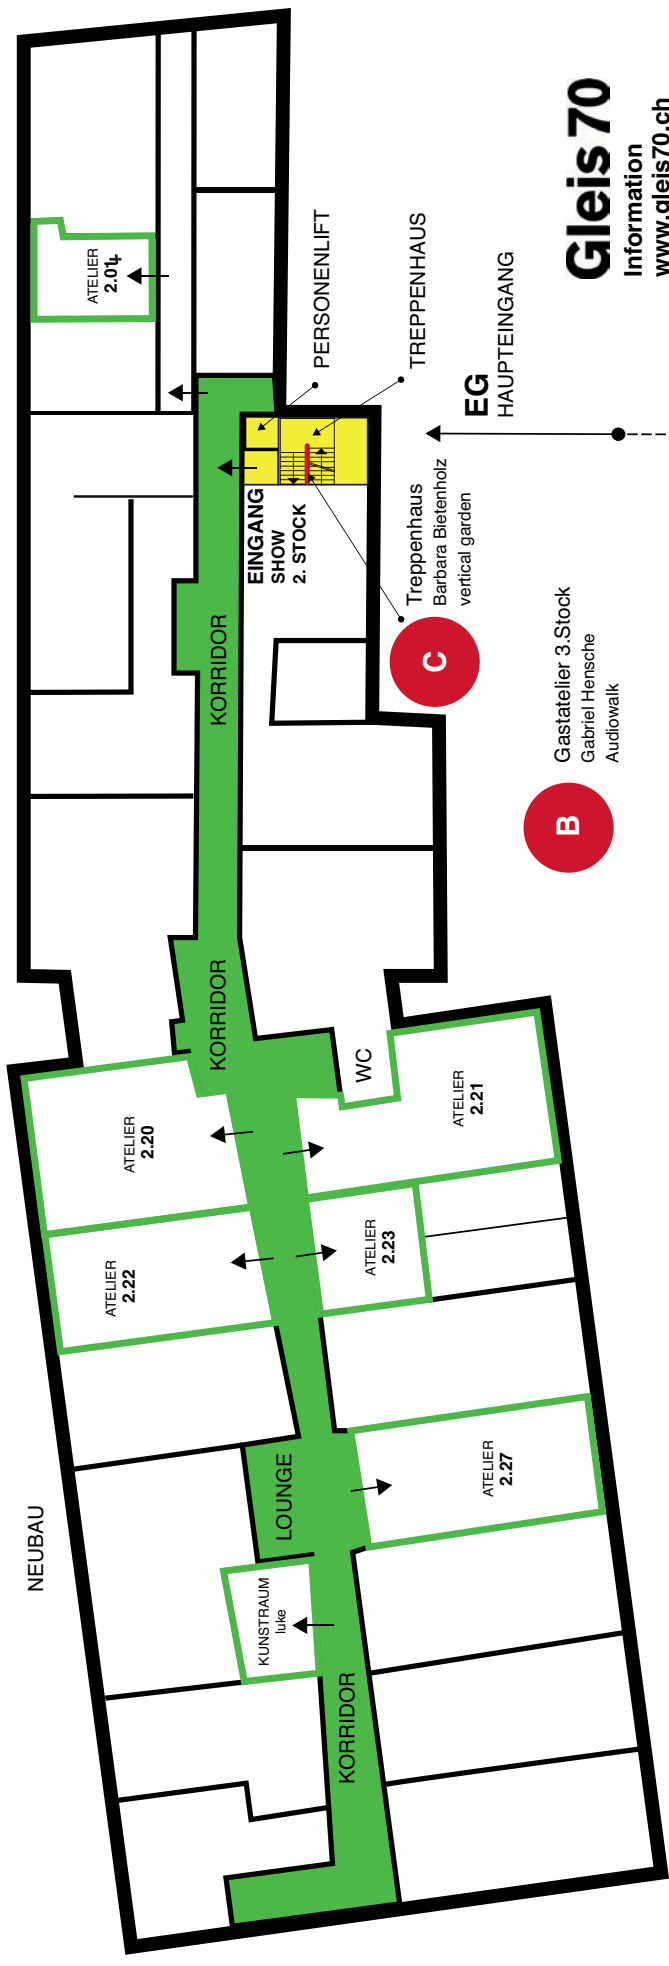 NEUBAU
ATELIER
2.22
ATELIER
2.20
ATELIER
KUNSTRAUM
luke
LOUNGE
KORRIDOR
KORRIDOR
KORRIDOR
EINGANG
SHOW
2. STOCK
PERSONENLIFT
TREPPENHAUS
WC
ATELIER
2.23
ATELIER
2.21
ATELIER
2.27
C
Treppenhaus
Barbara Bietenholz
vertical garden
EG
HAUPTEINGANG
B
Gastatelier 3.Stock
Gabriel Hensche
Audiowalk
Gleis 70
Information
www.gleis70.ch